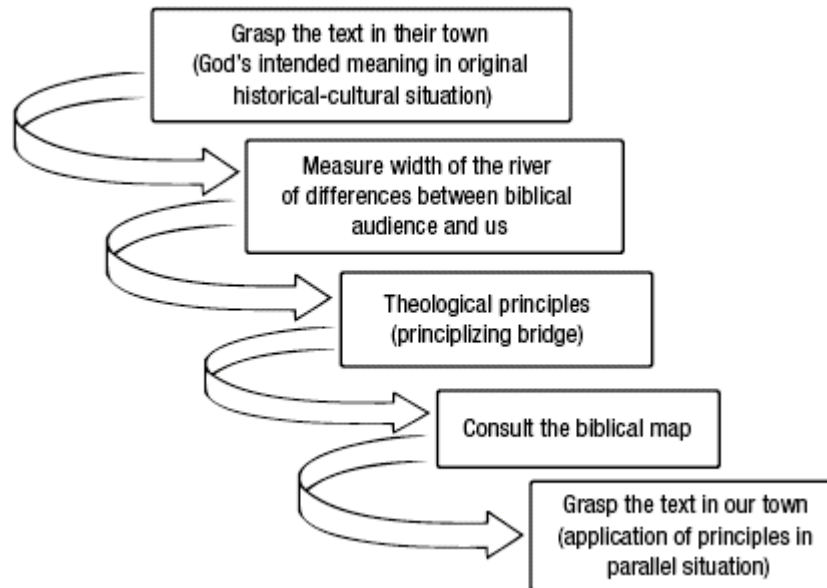 Grasp the text in their town
(God's intended meaning in original
historical-cultural situation)
Measure width of the river
of differences between biblical
audience and us
Theological principles
(principlizing bridge)
Consult the biblical map
Grasp the text in our town
(application of principles in
parallel situation)